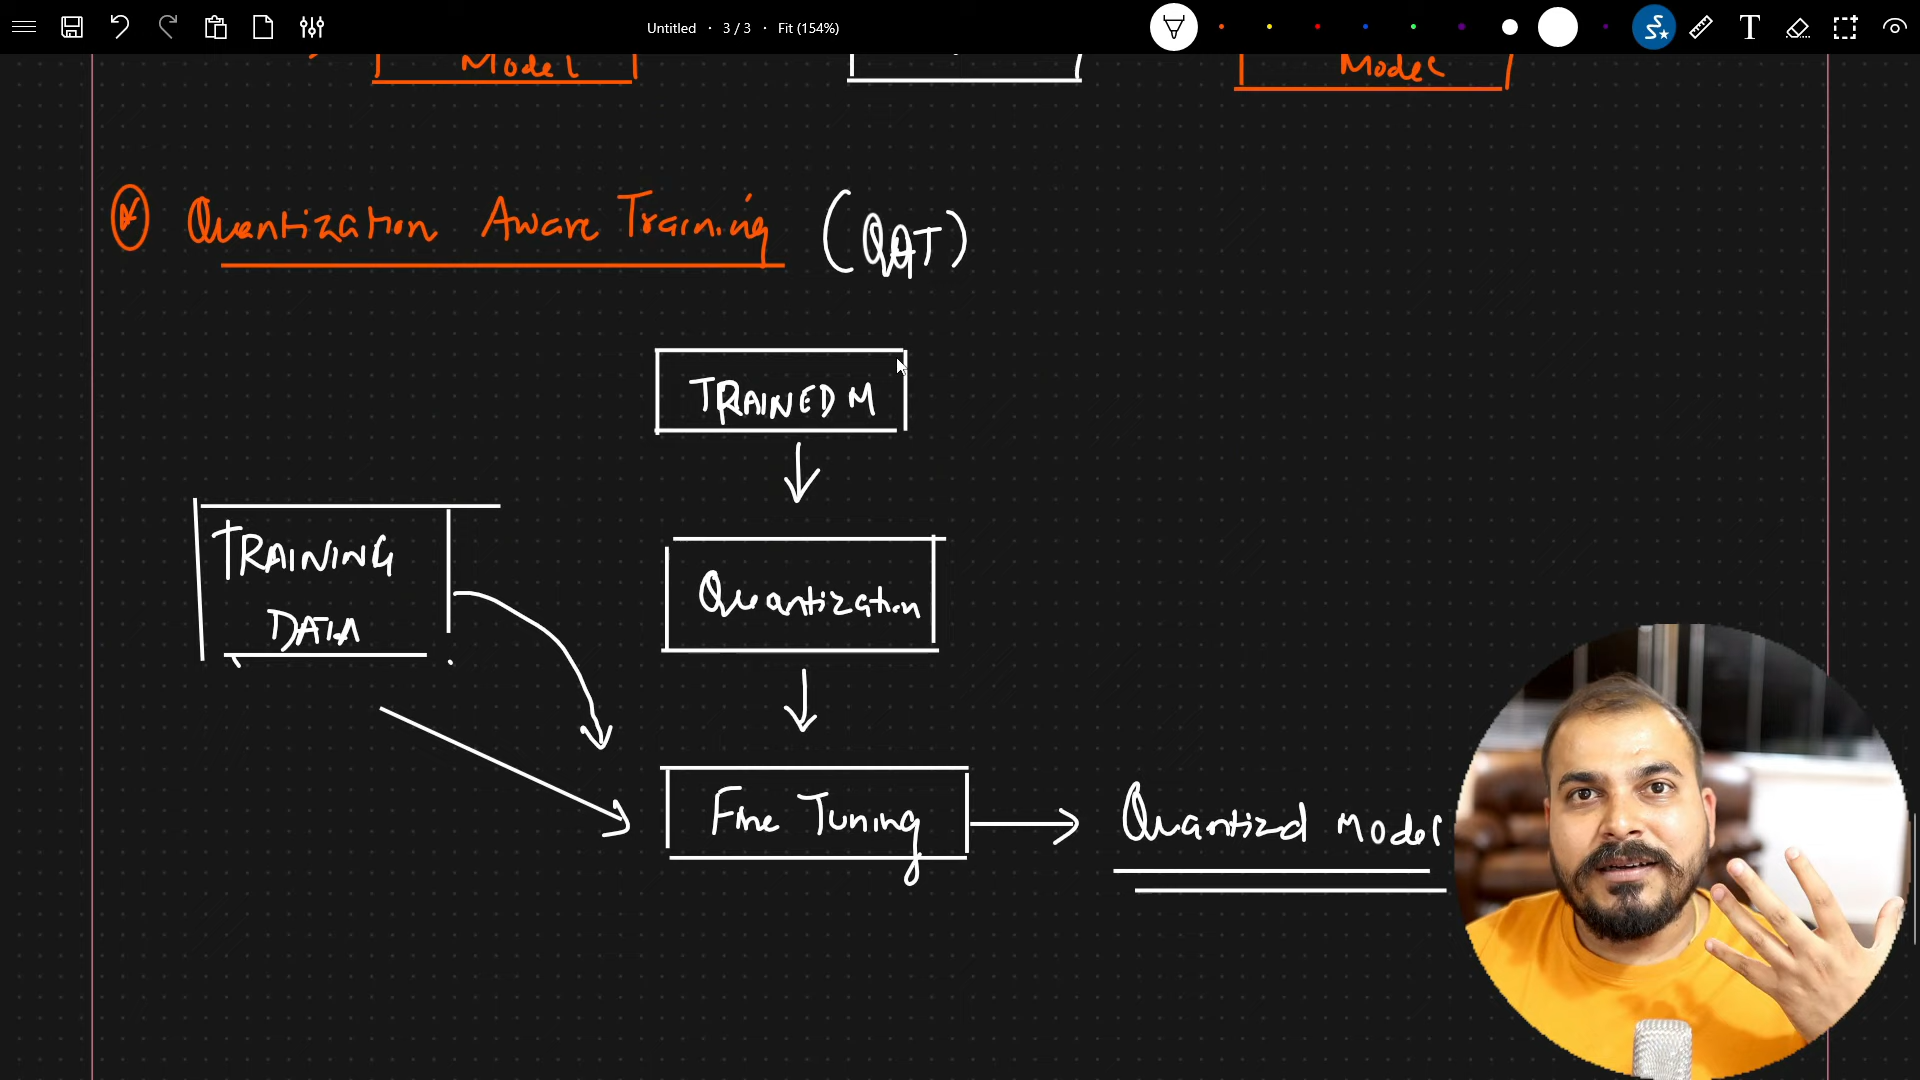 Untitled · 3 / 3 · Fit (154%)
T
Model
Model
Quantization Aware Training (QAT)
TRAINED M
TRAINING
DATA
Quantization
Fine Tuning
Quantized Model